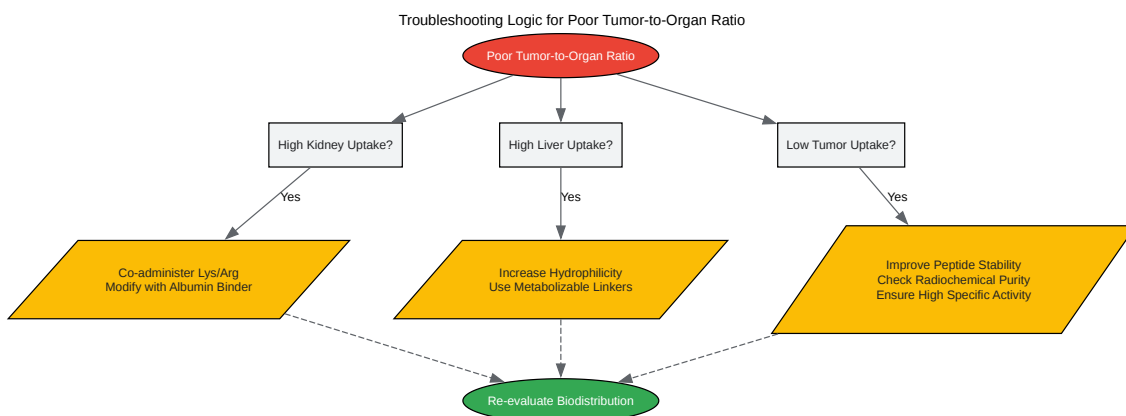 Troubleshooting Logic for Poor Tumor-to-Organ Ratio
Poor Tumor-to-Organ Ratio
High Kidney Uptake?
High Liver Uptake?
Low Tumor Uptake?
Yes
Yes
Yes
Co-administer Lys/Arg
Modify with Albumin Binder
Increase Hydrophilicity
Use Metabolizable Linkers
Improve Peptide Stability
Check Radiochemical Purity
Ensure High Specific Activity
Re-evaluate Biodistribution